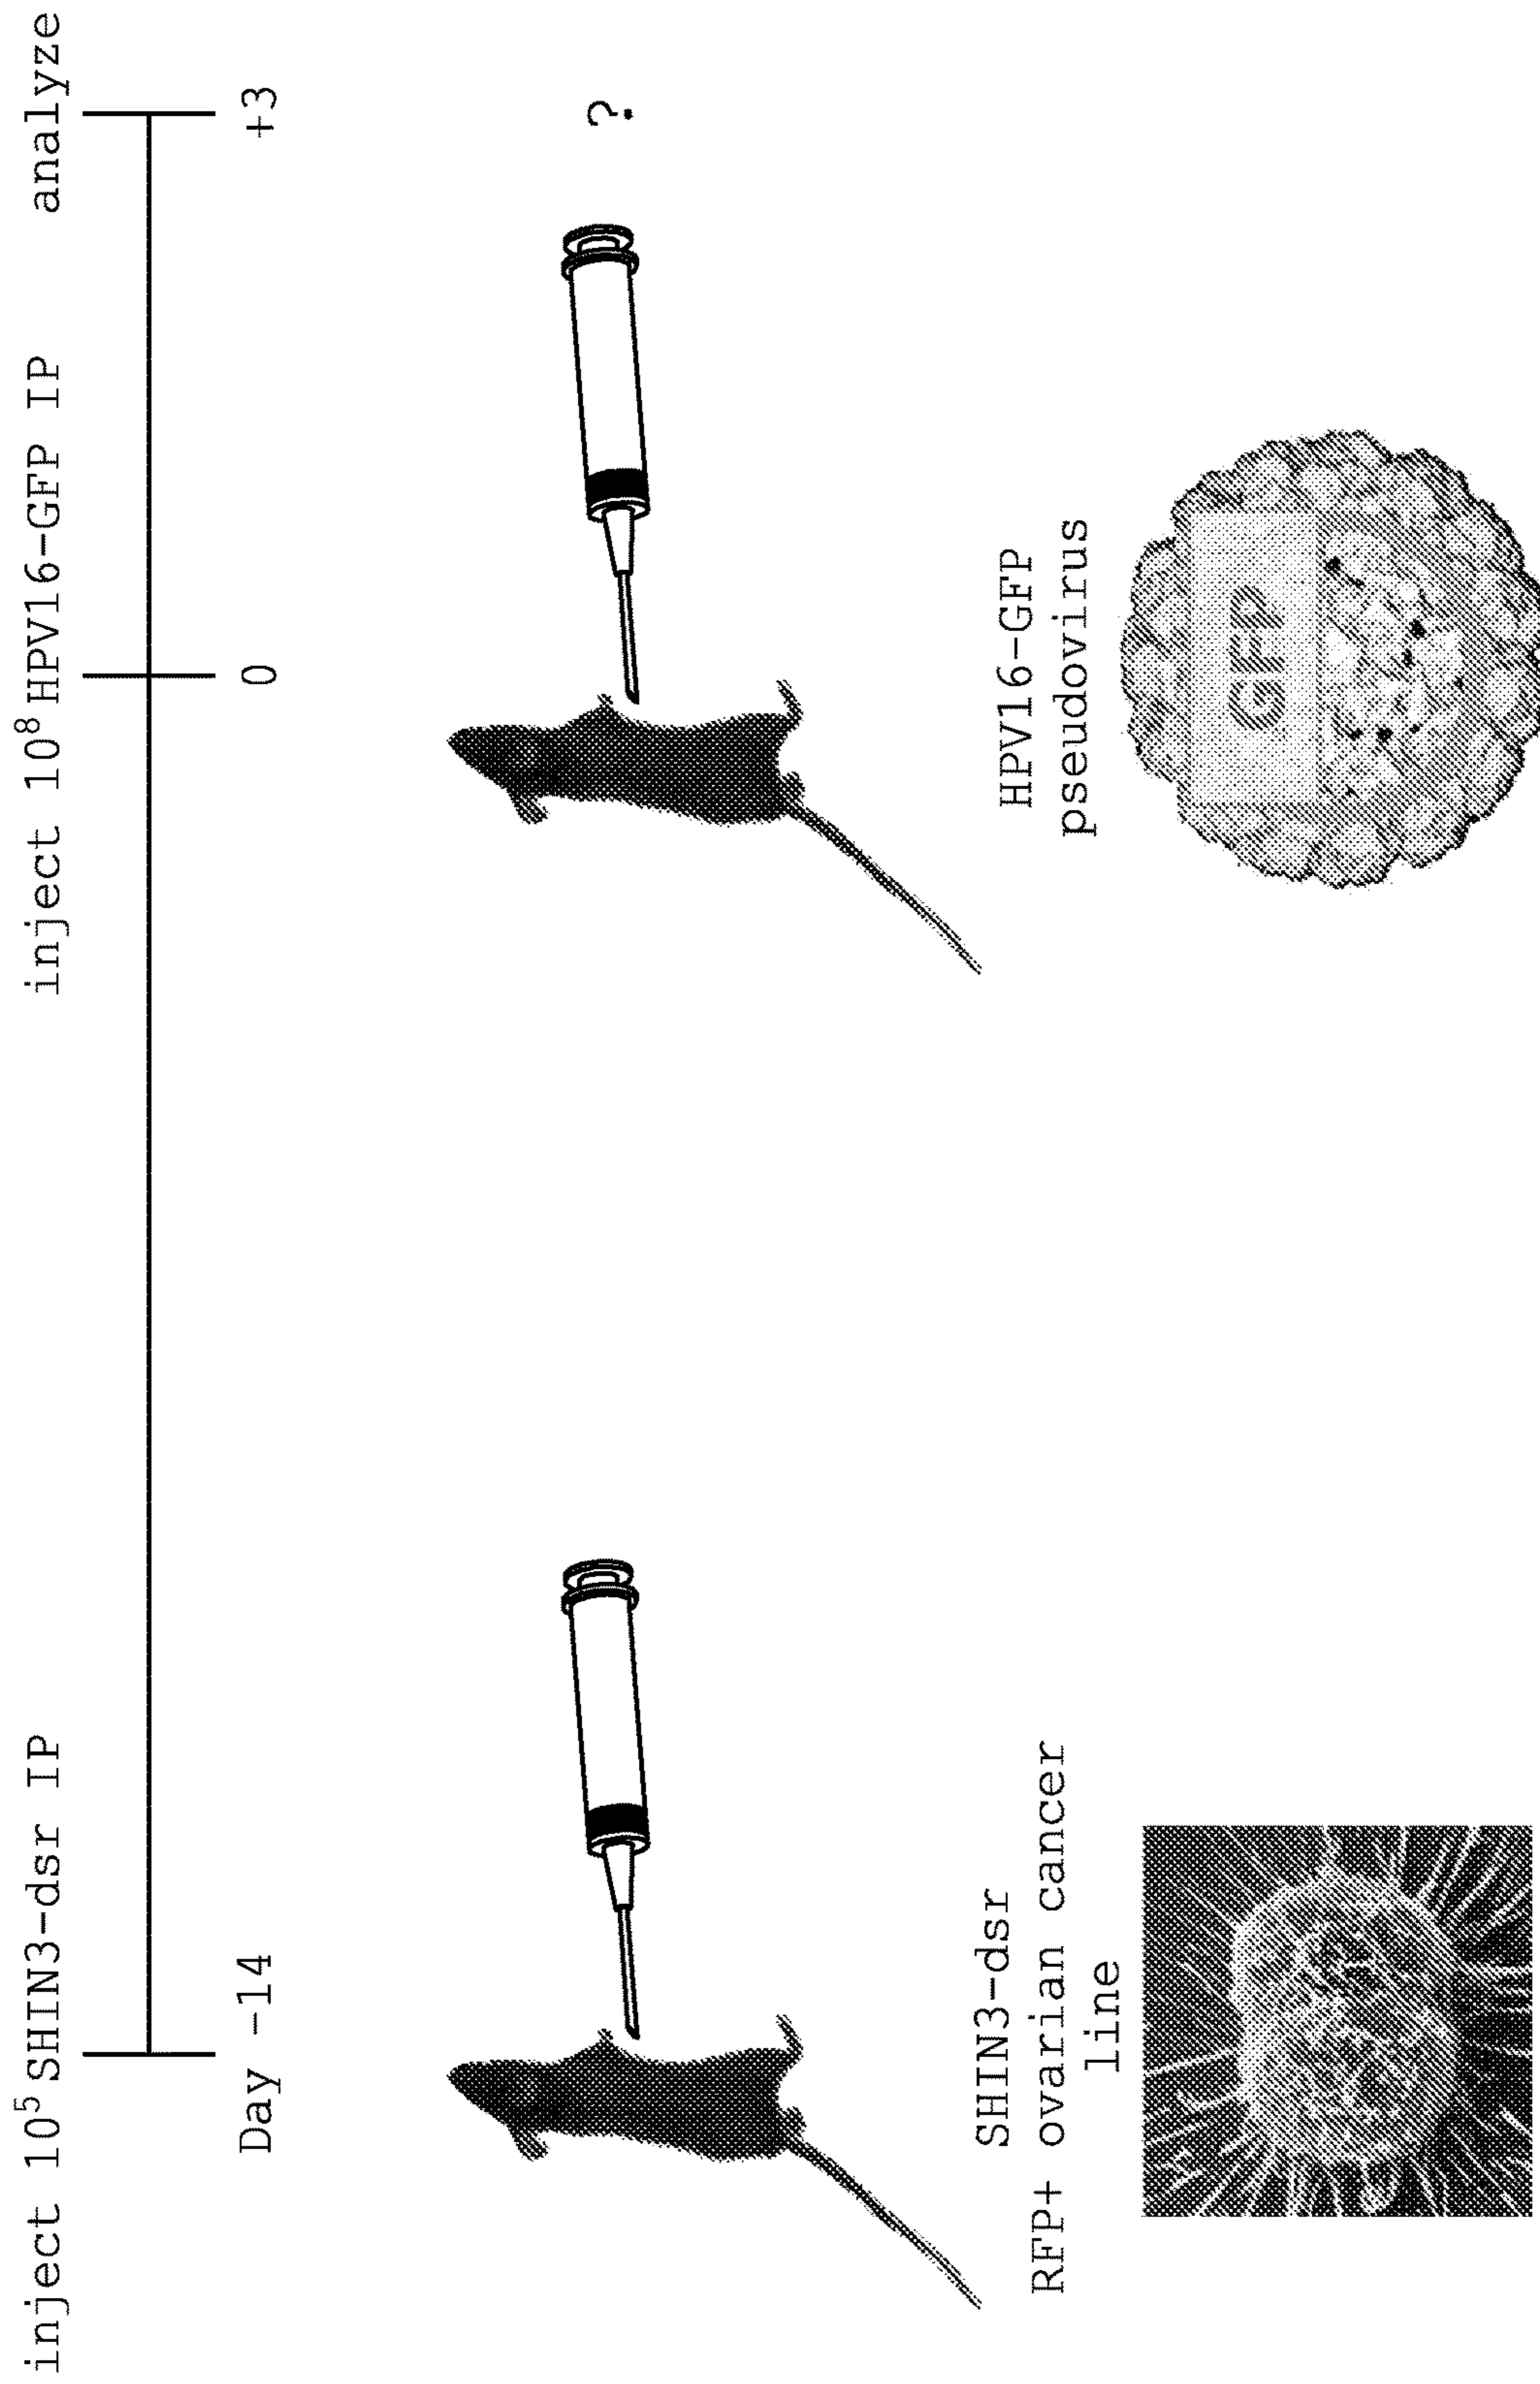 inject 10⁵ SHIN3-dsr IP
inject 10⁸ HPV16-GFP IP
analyze
Day -14
0
+3
?
SHIN3-dsr
RFP+ ovarian cancer
line
HPV16-GFP
pseudovirus
GFP